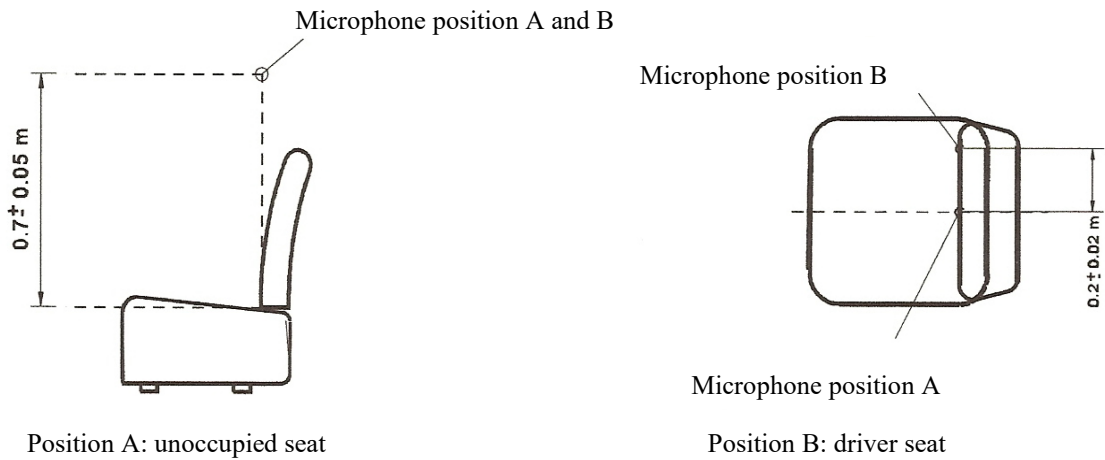 Microphone position A and B
0.7± 0.05 m
Position A: unoccupied seat
Microphone position B
0.2± 0.02 m
Microphone position A
Position B: driver seat